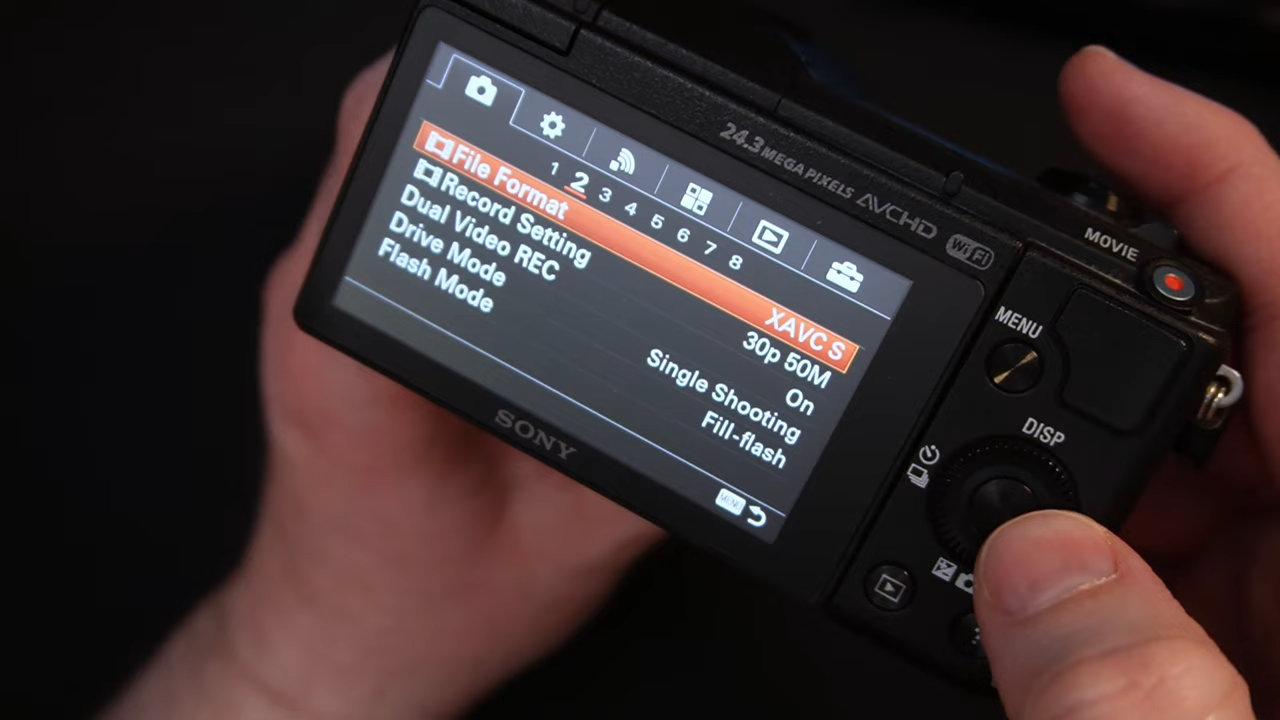 24.3 MEGA PIXELS AVCHD Wi Fi
MOVIE
MENU
DISP
1 2 3 4 5 6 7 8
File Format XAVC S
Record Setting 30p 50M
Dual Video REC On
Drive Mode Single Shooting
Flash Mode Fill-flash
MENU
SONY